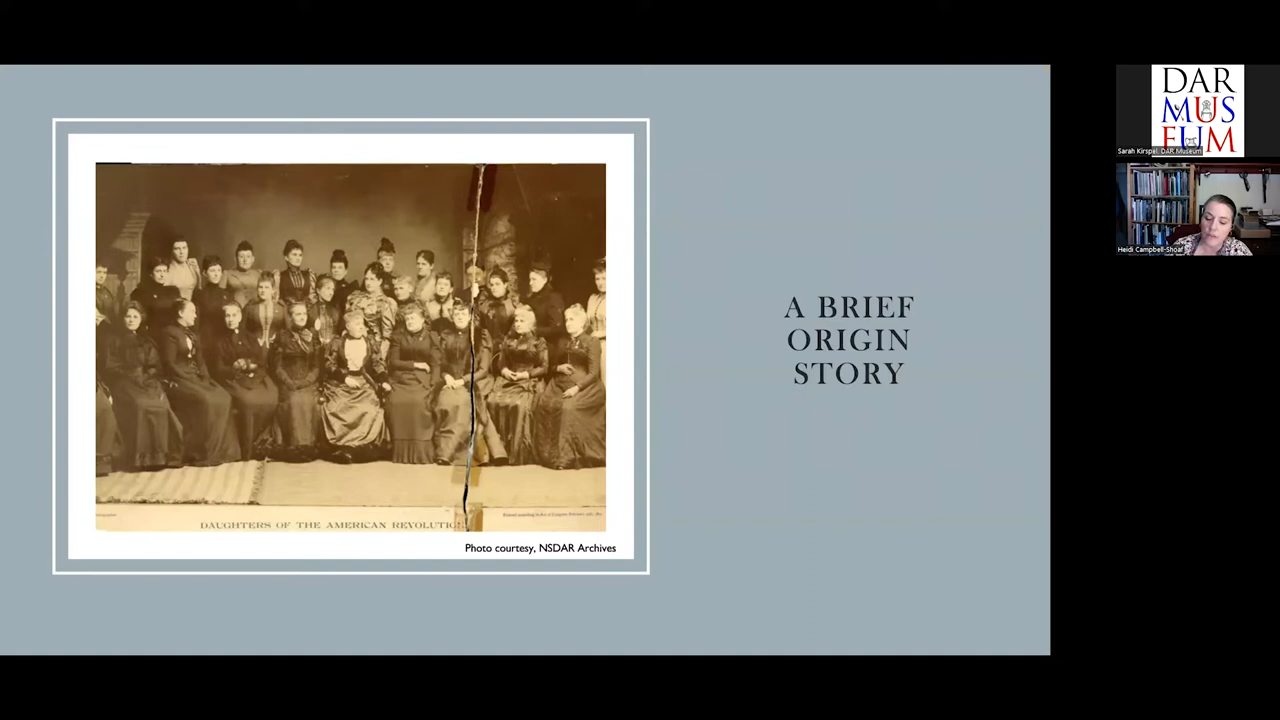 A BRIEF
ORIGIN
STORY
DAUGHTERS OF THE AMERICAN REVOLUTION
Photo courtesy, NSDAR Archives
DAR
MUS
EUM
Sarah Kirspel, DAR Museum
Heidi Campbell-Shoaf